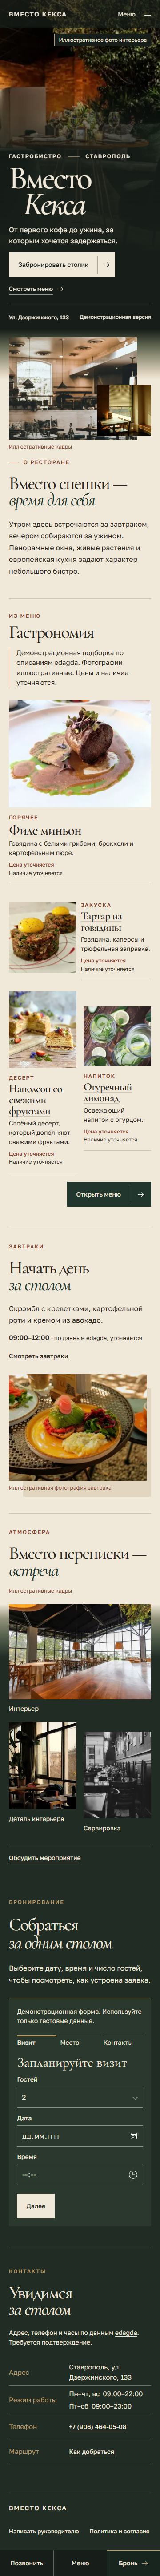 ВМЕСТО КЕКСА
Меню
Иллюстративное фото интерьера
ГАСТРОБИСТРО — СТАВРОПОЛЬ
Вместо
Кекса
От первого кофе до ужина, за
которым хочется задержаться.
Забронировать столик →
Смотреть меню →
Ул. Дзержинского, 133
Демонстрационная версия
Иллюстративные кадры
О РЕСТОРАНЕ
Вместо спешки —
время для себя
Утром здесь встречаются за завтраком,
вечером собираются за ужином.
Панорамные окна, живые растения и
европейская кухня задают характер
небольшого бистро.
ИЗ МЕНЮ
Гастрономия
Демонстрационная подборка по
описаниям edagda. Фотографии
иллюстративные. Цены и наличие
уточняются.
ГОРЯЧЕЕ
Филе миньон
Говядина с белыми грибами, брокколи и
картофельным пюре.
Цена уточняется
Наличие уточняется
ЗАКУСКА
Тартар из
говядины
Говядина, каперсы и
трюфельная заправка.
Цена уточняется
Наличие уточняется
ДЕСЕРТ
Наполеон со
свежими
фруктами
Слоёный десерт,
который дополняют
свежими фруктами.
Цена уточняется
Наличие уточняется
НАПИТОК
Огуречный
лимонад
Освежающий
напиток с огурцом.
Цена уточняется
Наличие уточняется
Открыть меню →
ЗАВТРАКИ
Начать день
за столом
Скрэмбл с креветками, картофельной
роти и кремом из авокадо.
09:00–12:00 · по данным edagda, уточняется
Смотреть завтраки
Иллюстративная фотография завтрака
АТМОСФЕРА
Вместо переписки —
встреча
Иллюстративные кадры
Интерьер
Деталь интерьера
Сервировка
Обсудить мероприятие
БРОНИРОВАНИЕ
Собраться
за одним столом
Выберите дату, время и число гостей,
чтобы посмотреть, как устроена заявка.
Демонстрационная форма. Используйте
только тестовые данные.
Визит
Место
Контакты
Запланируйте визит
Гостей
2
Дата
дд.мм.гггг
Время
--:--
Далее
КОНТАКТЫ
Увидимся
за столом
Адрес, телефон и часы по данным edagda.
Требуется подтверждение.
Адрес
Ставрополь, ул.
Дзержинского, 133
Режим работы
Пн–чт, вс 09:00–22:00
Пт–сб 09:00–23:00
Телефон
+7 (906) 464-05-08
Маршрут
Как добраться
ВМЕСТО КЕКСА
Написать руководителю
Политика и согласие
Позвонить
Меню
Бронь →